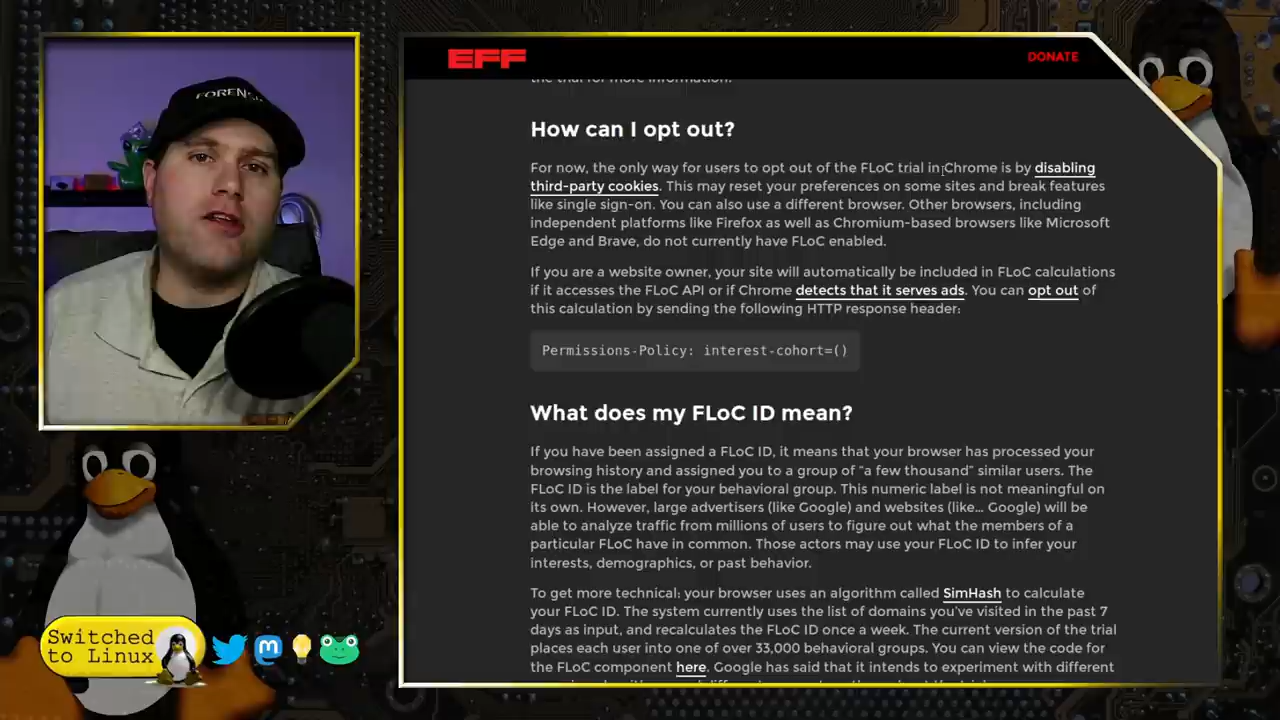 FORENS
EFF
DONATE
the trial for more information.
How can I opt out?
For now, the only way for users to opt out of the FLoC trial in Chrome is by disabling
third-party cookies. This may reset your preferences on some sites and break features
like single sign-on. You can also use a different browser. Other browsers, including
independent platforms like Firefox as well as Chromium-based browsers like Microsoft
Edge and Brave, do not currently have FLoC enabled.
If you are a website owner, your site will automatically be included in FLoC calculations
if it accesses the FLoC API or if Chrome detects that it serves ads. You can opt out of
this calculation by sending the following HTTP response header:
Permissions-Policy: interest-cohort=()
What does my FLoC ID mean?
If you have been assigned a FLoC ID, it means that your browser has processed your
browsing history and assigned you to a group of “a few thousand” similar users. The
FLoC ID is the label for your behavioral group. This numeric label is not meaningful on
its own. However, large advertisers (like Google) and websites (like… Google) will be
able to analyze traffic from millions of users to figure out what the members of a
particular FLoC have in common. Those actors may use your FLoC ID to infer your
interests, demographics, or past behavior.
To get more technical: your browser uses an algorithm called SimHash to calculate
your FLoC ID. The system currently uses the list of domains you’ve visited in the past 7
days as input, and recalculates the FLoC ID once a week. The current version of the trial
places each user into one of over 33,000 behavioral groups. You can view the code for
the FLoC component here. Google has said that it intends to experiment with different
Switched
to Linux